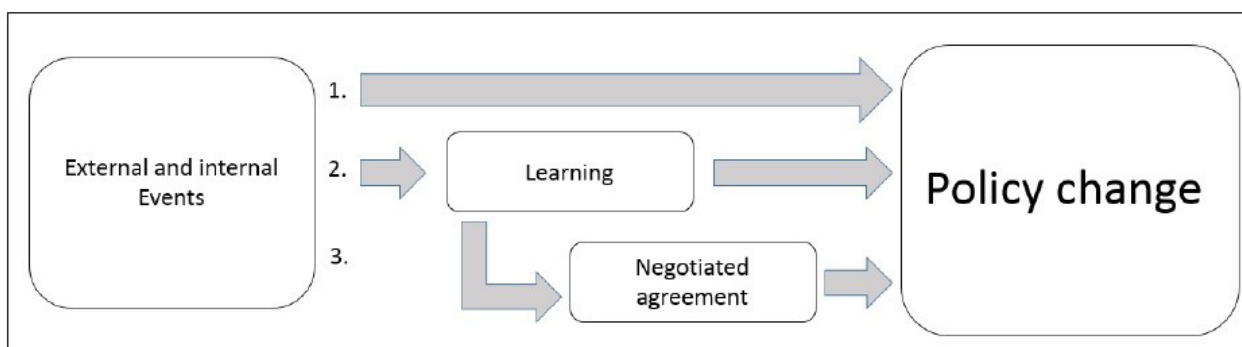 1.
External and internal
Events
2.
Learning
Policy change
3.
Negotiated
agreement